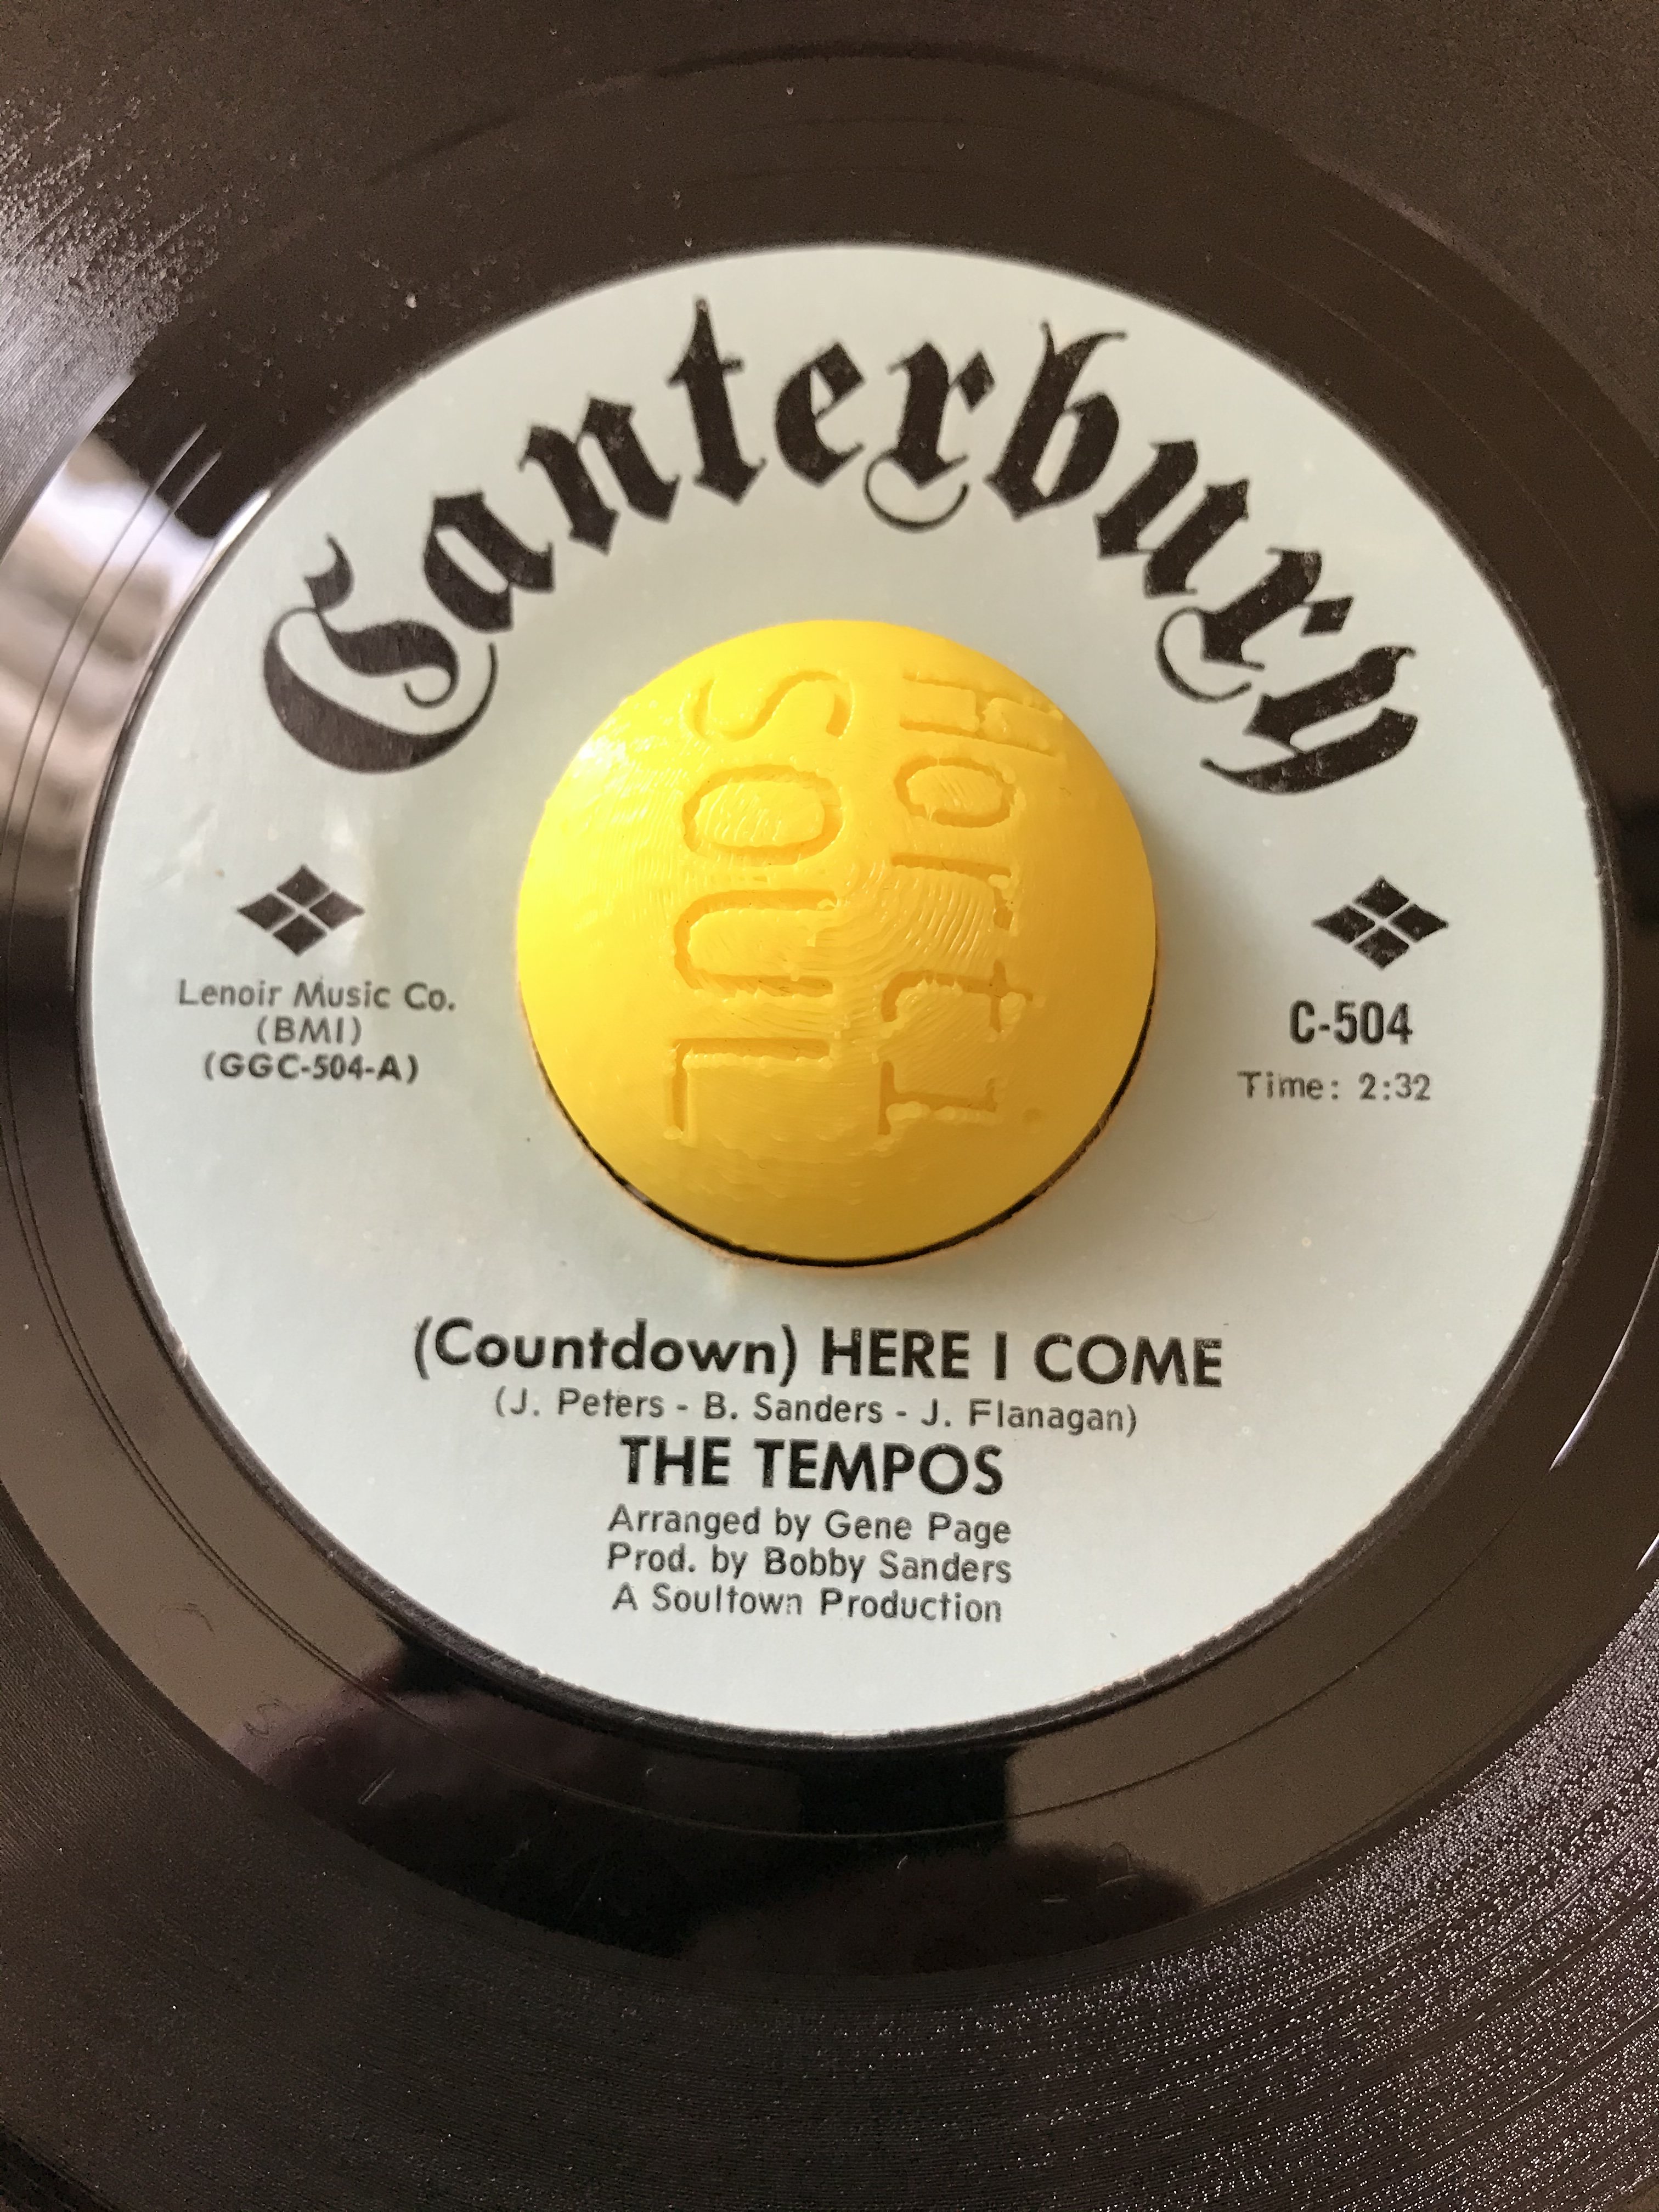 Canterbury
SOUL
Lenoir Music Co.
(BMI)
(GGC-504-A)
C-504
Time: 2:32
(Countdown) HERE I COME
(J. Peters - B. Sanders - J. Flanagan)
THE TEMPOS
Arranged by Gene Page
Prod. by Bobby Sanders
A Soultown Production